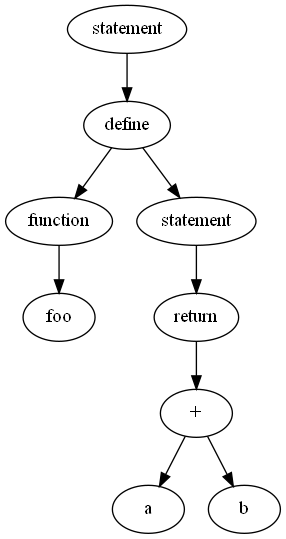 statement
define
function
statement
foo
return
+
a
b